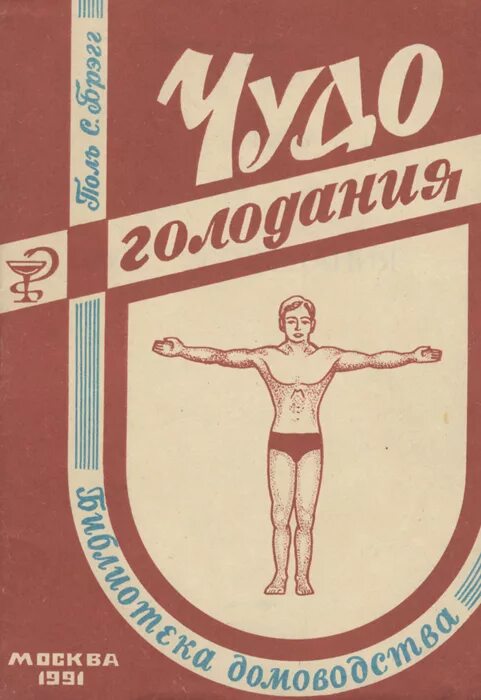 Поль С. Брэгг
Чудо
голодания
Библиотека домоводства
МОСКВА
1991